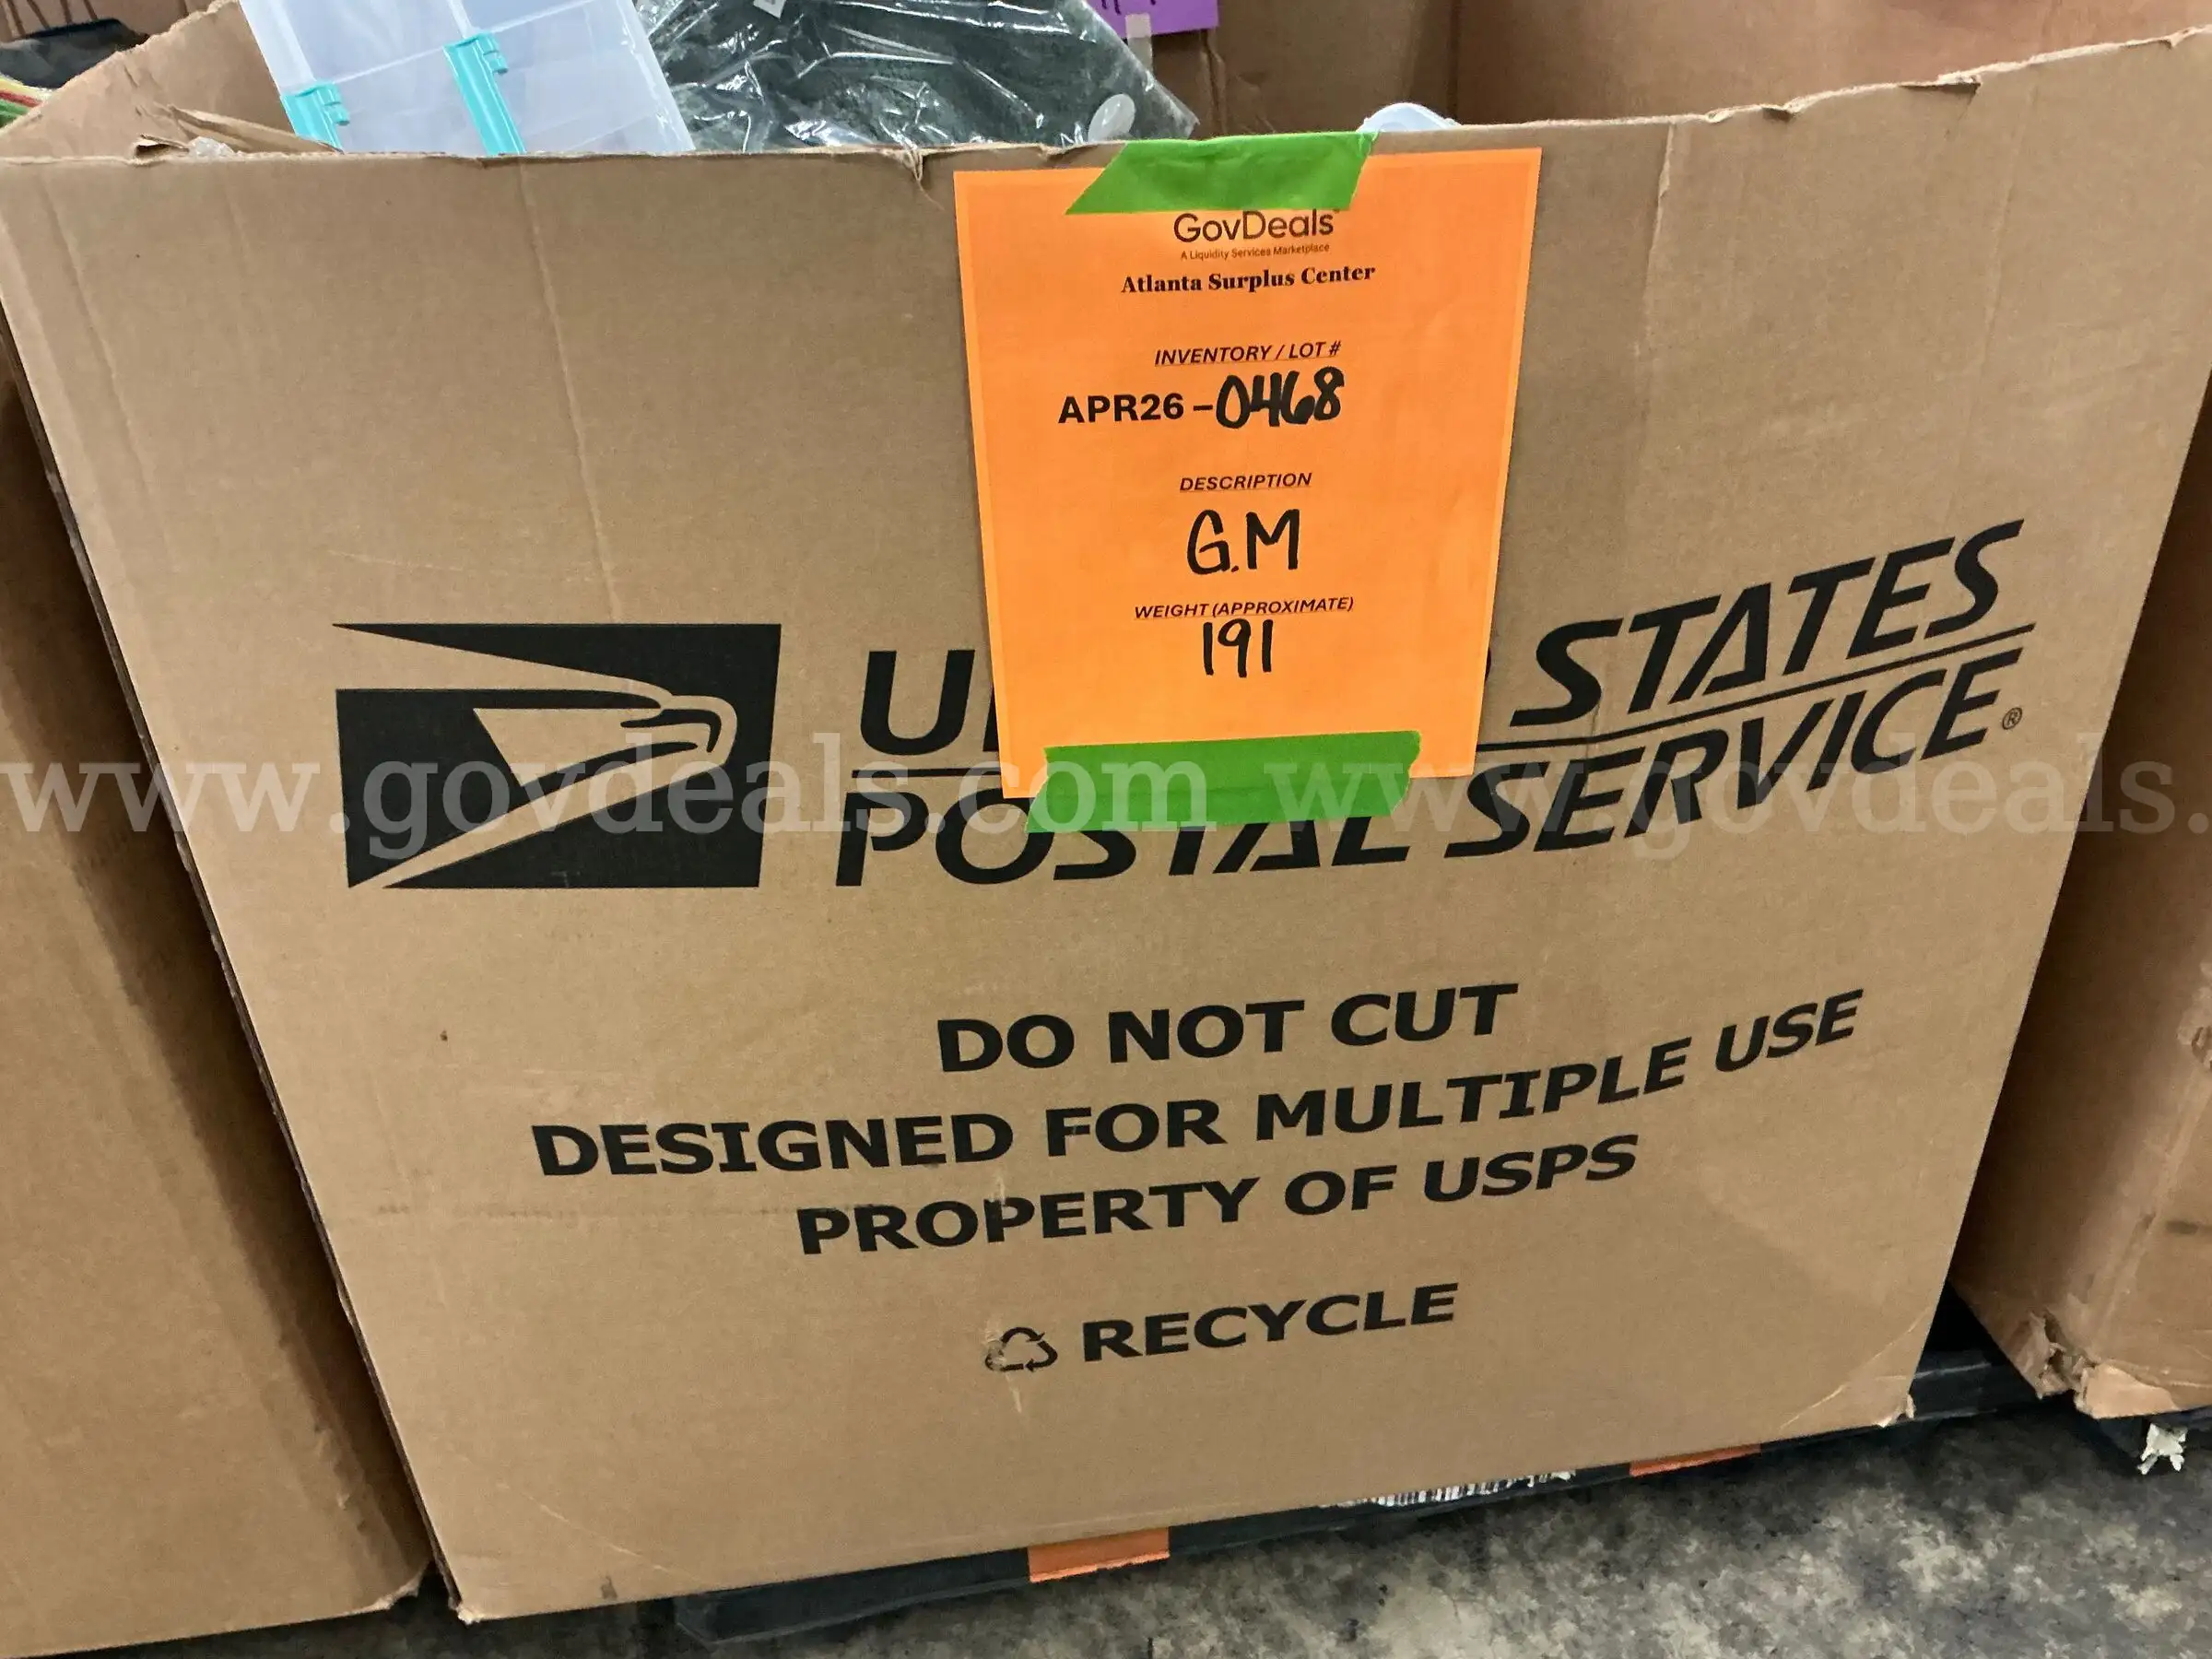 GovDeals
A Liquidity Services Marketplace
Atlanta Surplus Center
INVENTORY / LOT #
APR26-0468
DESCRIPTION
G.M
WEIGHT (APPROXIMATE)
191
STATES
POSTAL SERVICE®
www.govdeals.com www.govdeals.
DO NOT CUT
DESIGNED FOR MULTIPLE USE
PROPERTY OF USPS
RECYCLE